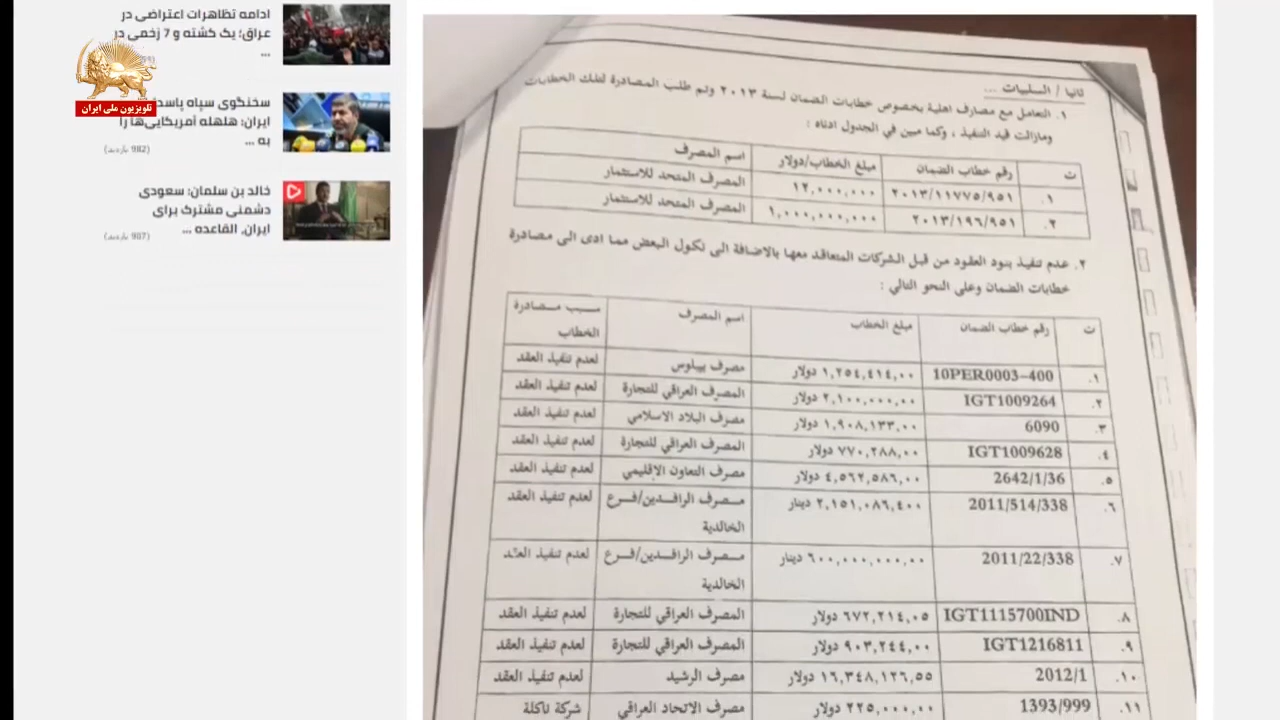 ادامه تظاهرات اعتراضی در
عراق؛ یک کشته و 7 زخمی در
...
تلویزیون ملی ایران
سخنگوی سپاه پاسد
ایران: هلهله آمریکایی‌ها را
به ...
(982 بازدید)
خالد بن سلمان: سعودی
دشمنی مشترک برای
ایران، القاعده ...
(987 بازدید)
ثانيا / السلبيات ...
١. التعامل مع مصارف اهلية بخصوص خطابات الضمان لسنة ٢٠١٣ وتم طلب المصادرة لتلك الخطابات
ومازالت قيد التنفيذ ، وكما مبين في الجدول ادناه :
ت رقم خطاب الضمان مبلغ الخطاب/دولار اسم المصرف
١. ٢٠١٣/١١٧٧٥/٩٥١ ١٢,٠٠٠,٠٠٠ المصرف المتحد للاستثمار
٢. ٢٠١٣/١٩٦/٩٥١ ١,٠٠٠,٠٠٠,٠٠٠ المصرف المتحد للاستثمار
٢. عدم تنفيذ بنود العقود من قبل الشركات المتعاقد معها بالاضافة الى نكول البعض مما ادى الى مصادرة
خطابات الضمان وعلى النحو التالي :
ت رقم خطاب الضمان مبلغ الخطاب اسم المصرف سبب مصادرة
الخطاب
١. 10PER0003-400 ١,٢٥٤,٤١٤,٠٠ دولار مصرف بيبلوس لعدم تنفيذ العقد
٢. IGT1009264 ٢,١٠٠,٠٠٠,٠٠ دولار المصرف العراقي للتجارة لعدم تنفيذ العقد
٣. 6090 ١,٩٠٨,١٣٣,٠٠ دولار مصرف البلاد الاسلامي لعدم تنفيذ العقد
٤. IGT1009628 ٧٧٠,٢٨٨,٠٠ دولار المصرف العراقي للتجارة لعدم تنفيذ العقد
٥. 2642/1/36 ٤,٥٦٢,٥٨٦,٠٠ دولار مصرف التعاون الإقليمي لعدم تنفيذ العقد
٦. 2011/514/338 ٢,١٥١,٠٨٦,٤٠٠ دينار مصرف الرافدين/فرع لعدم تنفيذ العقد
الخالدية
٧. 2011/22/338 ٦٠٠,٠٠٠,٠٠٠,٠٠ دينار مصرف الرافدين/فرع لعدم تنفيذ العقد
الخالدية
٨. IGT1115700IND ٦٧٢,٢١٤,٠٥ دولار المصرف العراقي للتجارة لعدم تنفيذ العقد
٩. IGT1216811 ٩٠٣,٢٤٤,٠٠ دولار المصرف العراقي للتجارة لعدم تنفيذ العقد
١٠. 2012/1 ١٦,٣٤٨,١٢٦,٥٥ دولار مصرف الرشيد لعدم تنفيذ العقد
١١. 1393/999 ٢٢٥,٠٠٠,٠٠ دولار مصرف الاتحاد العراقي شركة ناكلة